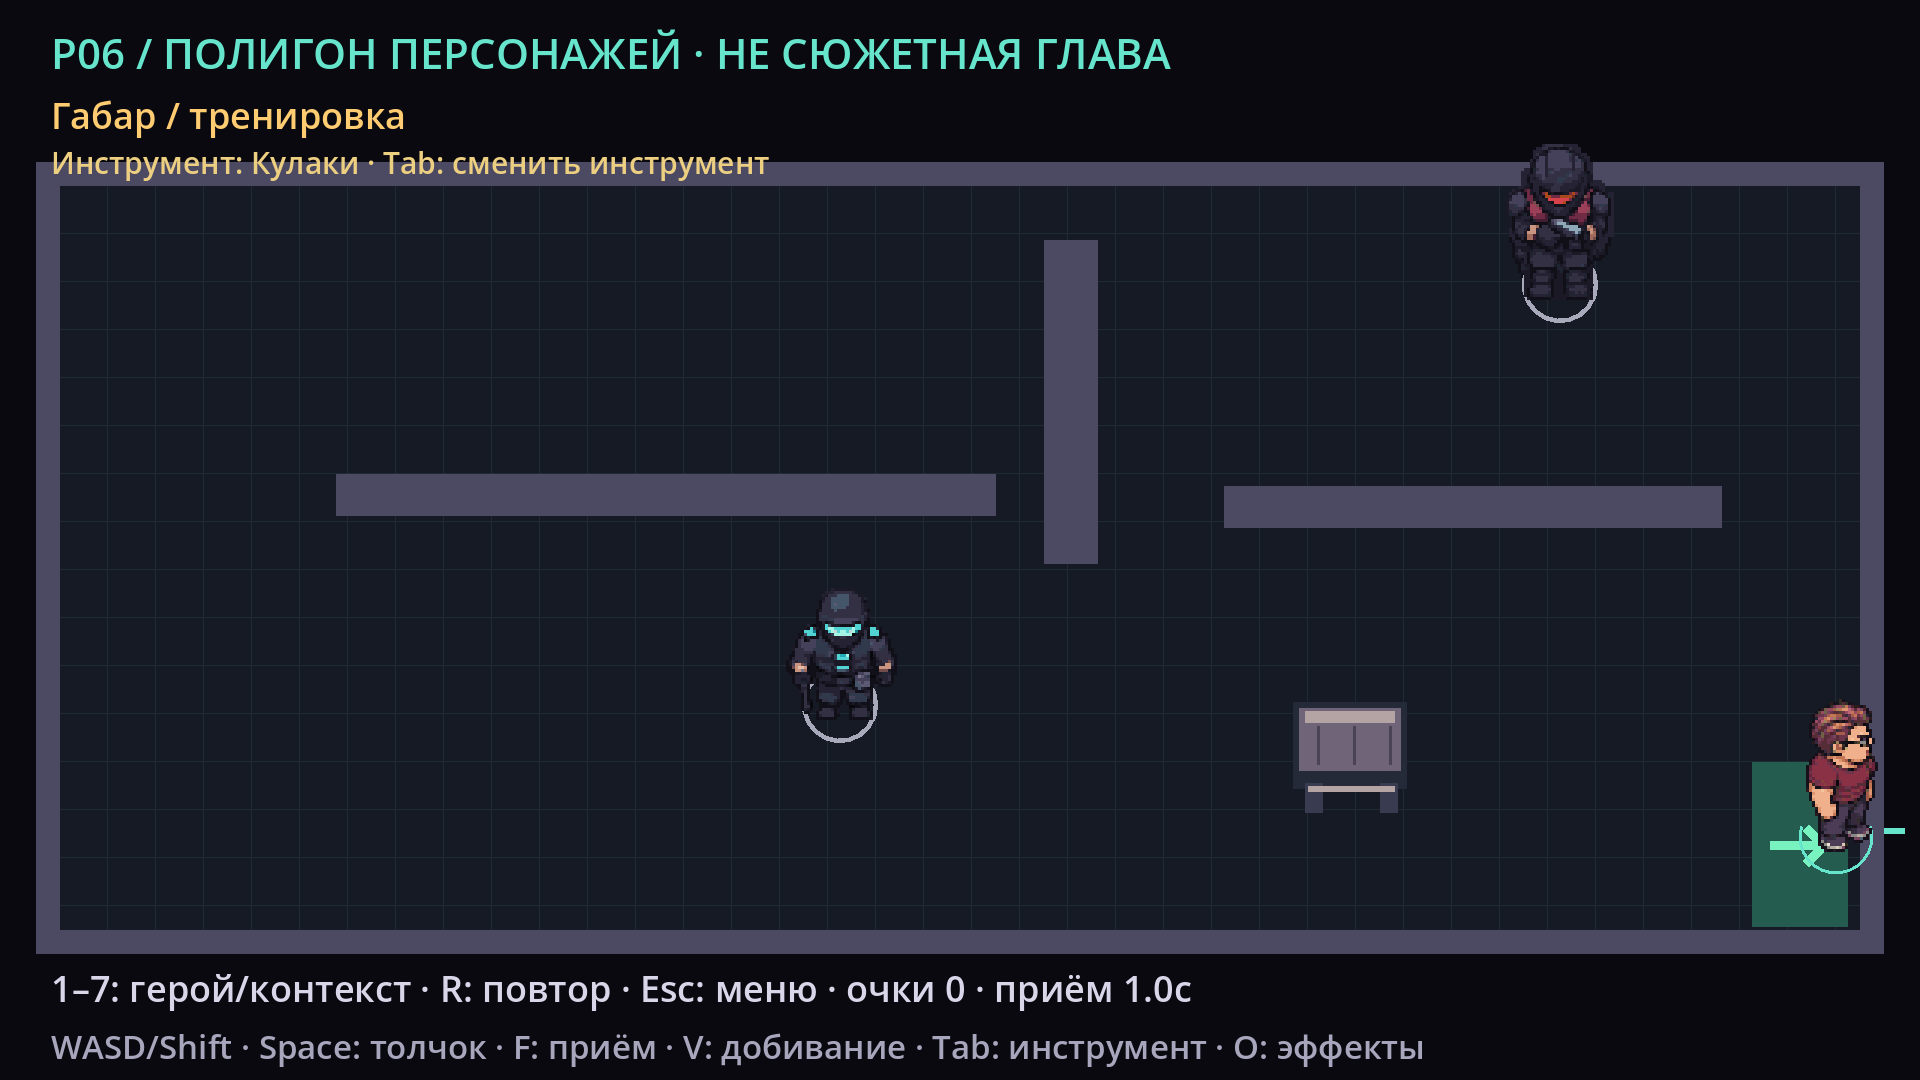 P06 / ПОЛИГОН ПЕРСОНАЖЕЙ · НЕ СЮЖЕТНАЯ ГЛАВА
Габар / тренировка
Инструмент: Кулаки · Tab: сменить инструмент
1–7: герой/контекст · R: повтор · Esc: меню · очки 0 · приём 1.0с
WASD/Shift · Space: толчок · F: приём · V: добивание · Tab: инструмент · O: эффекты